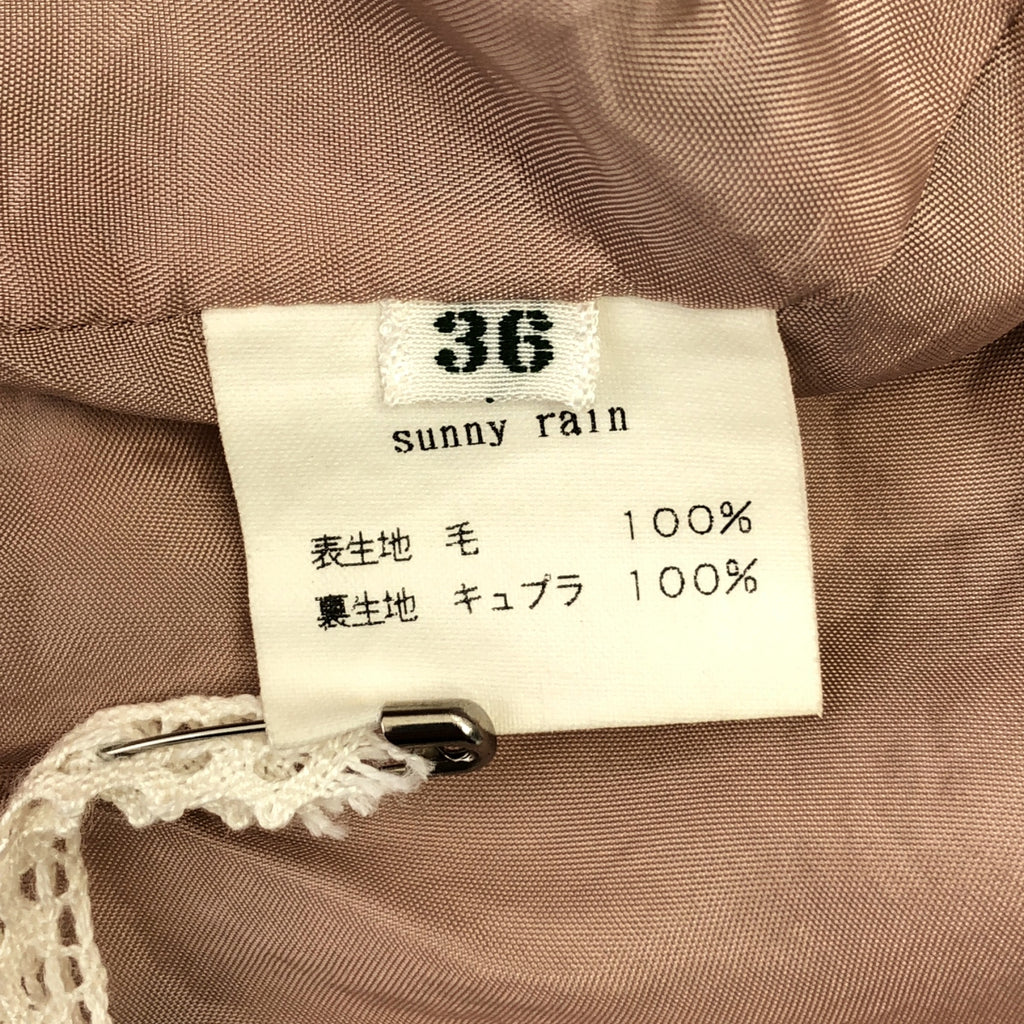 36
sunny rain
表生地 毛 100%
裏生地 キュプラ 100%